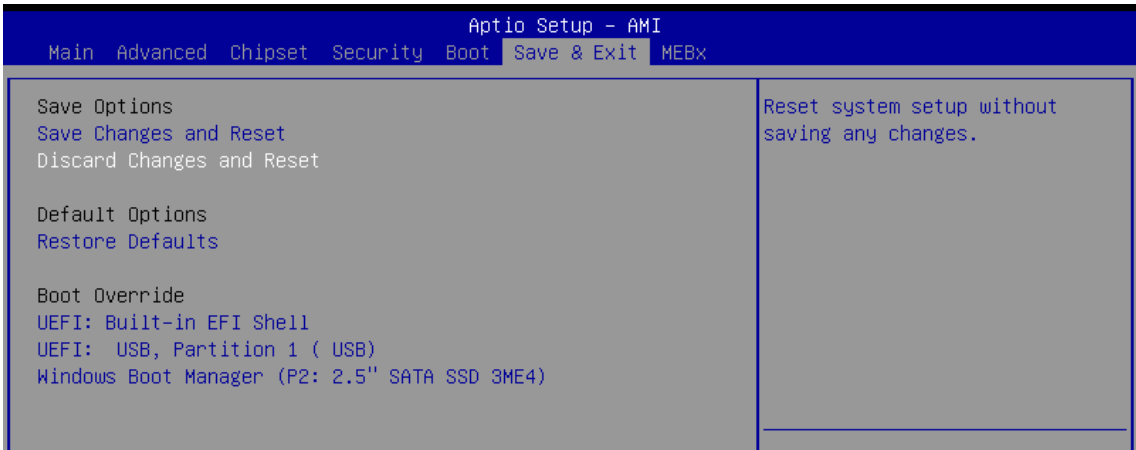 Aptio Setup – AMI
Main Advanced Chipset Security Boot Save & Exit MEBx
Save Options
Save Changes and Reset
Discard Changes and Reset
Default Options
Restore Defaults
Boot Override
UEFI: Built-in EFI Shell
UEFI:  USB, Partition 1 ( USB)
Windows Boot Manager (P2: 2.5" SATA SSD 3ME4)
Reset system setup without
saving any changes.